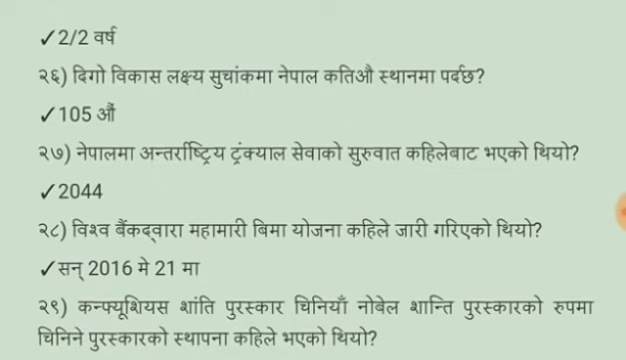 ✓2/2 वर्ष
२६) दिगो विकास लक्ष्य सुचांकमा नेपाल कतिऔ स्थानमा पर्दछ?
✓105 औं
२७) नेपालमा अन्तर्राष्ट्रिय ट्रंक्याल सेवाको सुरुवात कहिलेबाट भएको थियो?
✓2044
२८) विश्व बैंकद्वारा महामारी बिमा योजना कहिले जारी गरिएको थियो?
✓सन् 2016 मे 21 मा
२९) कन्फ्यूशियस शांति पुरस्कार चिनियाँ नोबेल शान्ति पुरस्कारको रुपमा
चिनिने पुरस्कारको स्थापना कहिले भएको थियो?